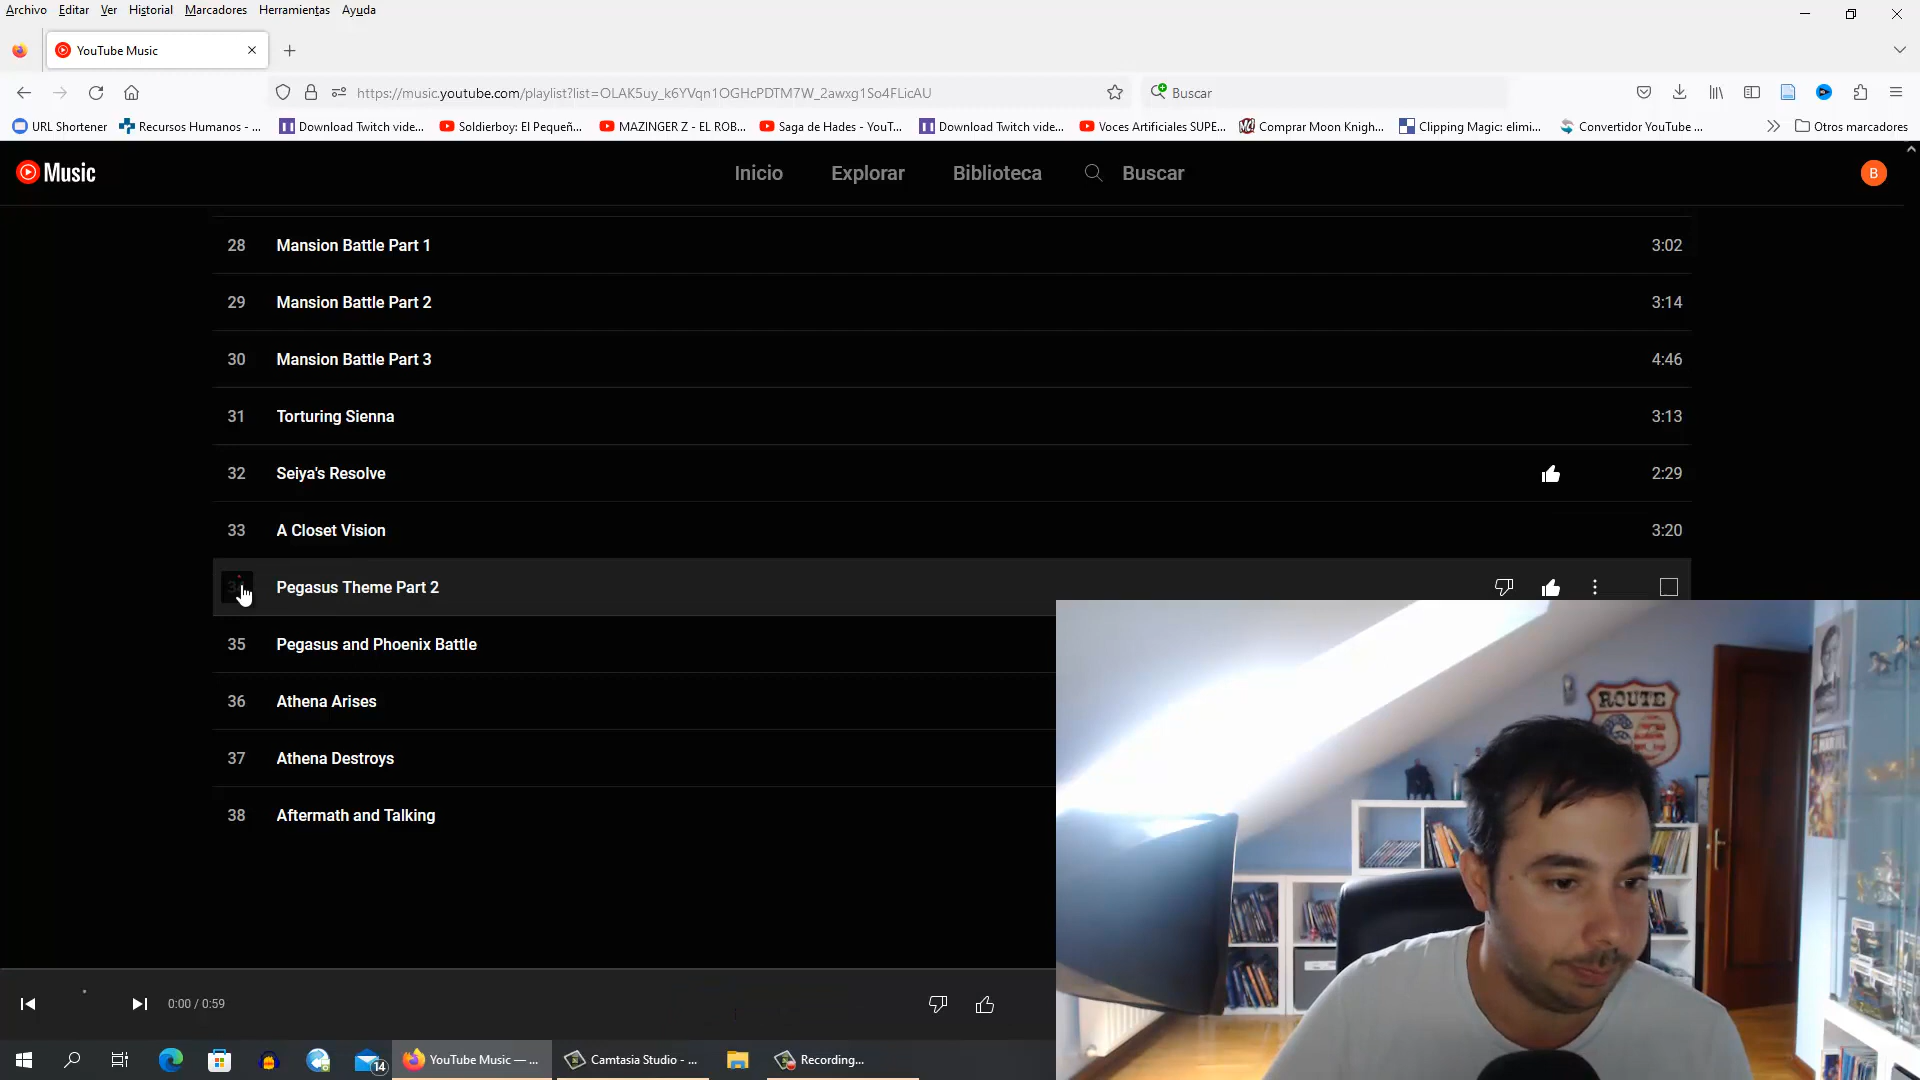 Archivo Editar Ver Historial Marcadores Herramientas Ayuda
YouTube Music
https://music.youtube.com/playlist?list=OLAK5uy_k6YVqn1OGHcPDTM7W_2awxg1So4FLicAU
Buscar
URL Shortener Recursos Humanos - ... Download Twitch vide... Soldierboy: El Pequeñ... MAZINGER Z - EL ROB... Saga de Hades - YouT... Download Twitch vide... Voces Artificiales SUPE... Comprar Moon Knigh... Clipping Magic: elimi... Convertidor YouTube ... Otros marcadores
Music Inicio Explorar Biblioteca Buscar B
28 Mansion Battle Part 1 3:02
29 Mansion Battle Part 2 3:14
30 Mansion Battle Part 3 4:46
31 Torturing Sienna 3:13
32 Seiya's Resolve 2:29
33 A Closet Vision 3:20
Pegasus Theme Part 2
35 Pegasus and Phoenix Battle
36 Athena Arises
37 Athena Destroys
38 Aftermath and Talking
ROUTE
0:00 / 0:59
14 YouTube Music — ... Camtasia Studio - ... Recording...